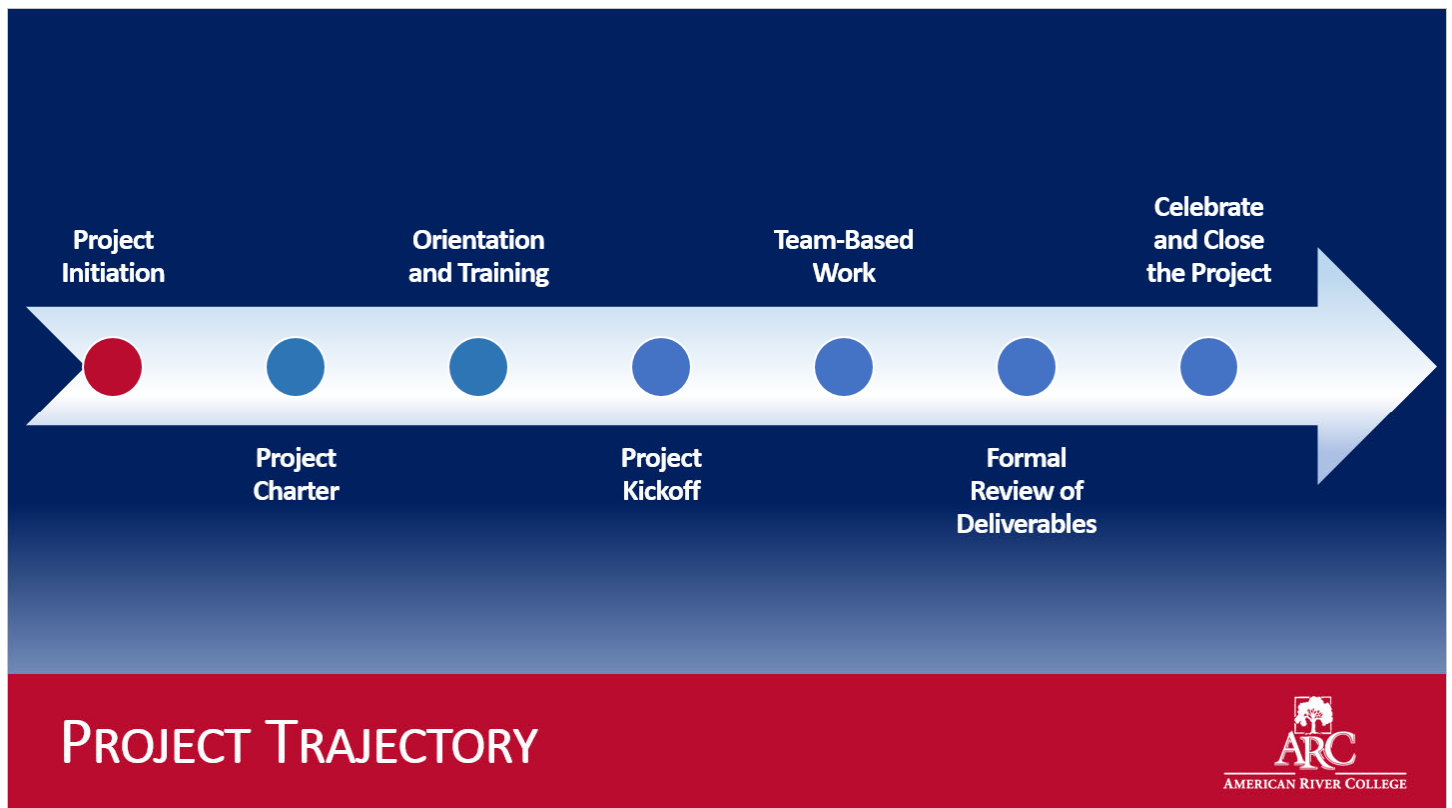 Project
Initiation
Project
Charter
Orientation
and Training
Project
Kickoff
Team-Based
Work
Formal
Review of
Deliverables
Celebrate
and Close
the Project
PROJECT TRAJECTORY
ARC
AMERICAN RIVER COLLEGE